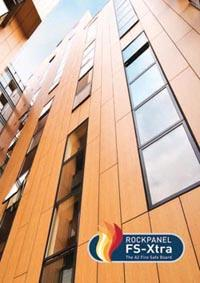 ROCKPANEL
FS-Xtra
The A2 Fire Safe Board